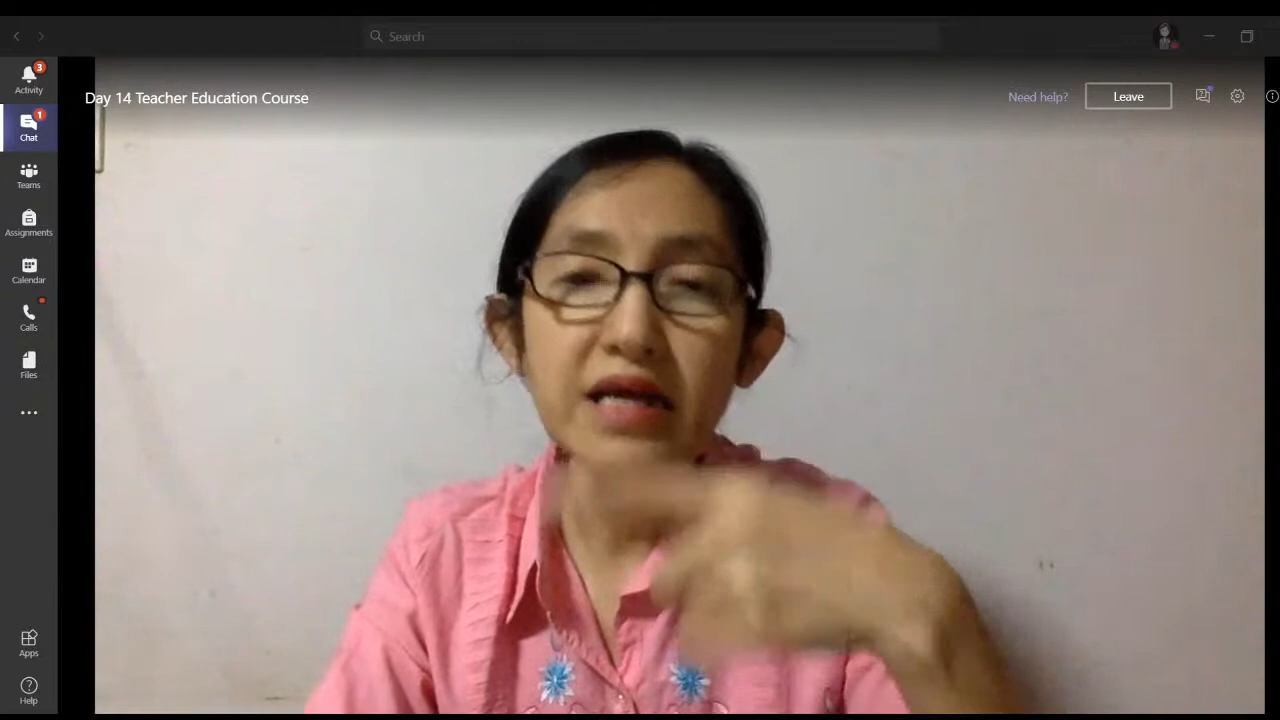 Search
3
Activity
1
Chat
Teams
Assignments
Calendar
Calls
Files
Apps
Help
Day 14 Teacher Education Course
Need help?
Leave